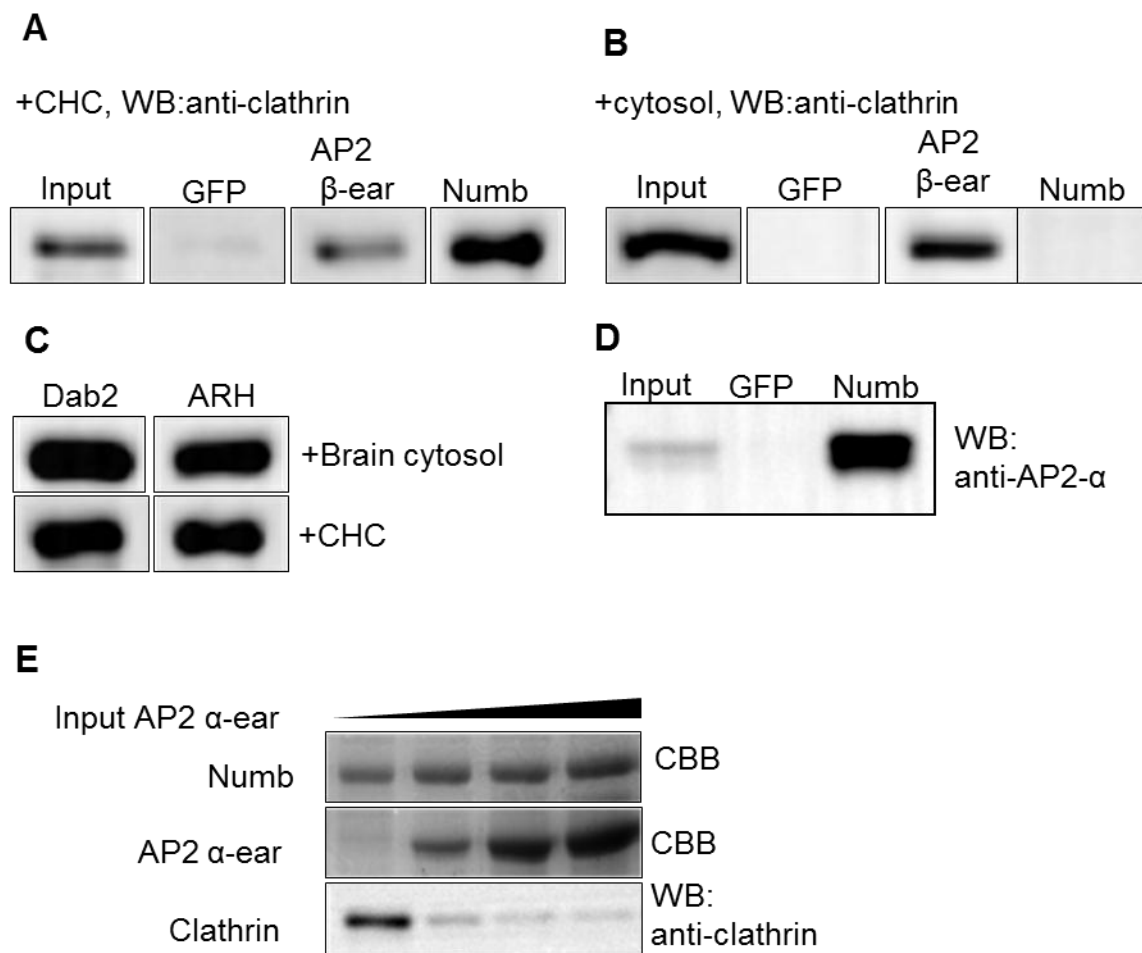 A
+CHC, WB:anti-clathrin
Input GFP AP2 β-ear Numb
B
+cytosol, WB:anti-clathrin
Input GFP AP2 β-ear Numb
C
Dab2 ARH
+Brain cytosol
+CHC
D
Input GFP Numb
WB:
anti-AP2-α
E
Input AP2 α-ear
Numb CBB
AP2 α-ear CBB
Clathrin WB:
anti-clathrin